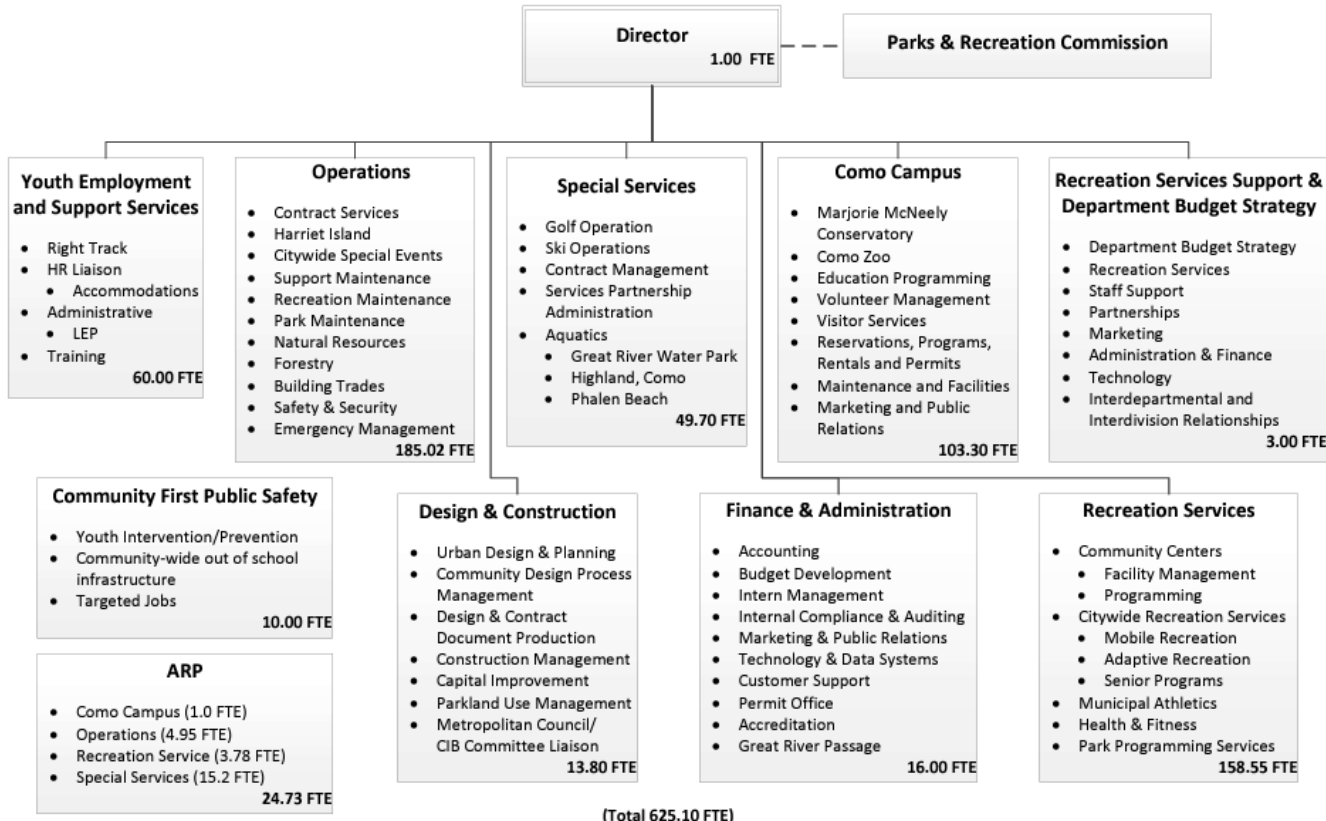 Director
1.00 FTE
Parks & Recreation Commission
Youth Employment
and Support Services
• Right Track
• HR Liaison
• Accommodations
• Administrative
• LEP
• Training
60.00 FTE
Operations
• Contract Services
• Harriet Island
• Citywide Special Events
• Support Maintenance
• Recreation Maintenance
• Park Maintenance
• Natural Resources
• Forestry
• Building Trades
• Safety & Security
• Emergency Management
185.02 FTE
Special Services
• Golf Operation
• Ski Operations
• Contract Management
• Services Partnership
Administration
• Aquatics
• Great River Water Park
• Highland, Como
• Phalen Beach
49.70 FTE
Como Campus
• Marjorie McNeely
Conservatory
• Como Zoo
• Education Programming
• Volunteer Management
• Visitor Services
• Reservations, Programs,
Rentals and Permits
• Maintenance and Facilities
• Marketing and Public
Relations
103.30 FTE
Recreation Services Support &
Department Budget Strategy
• Department Budget Strategy
• Recreation Services
• Staff Support
• Partnerships
• Marketing
• Administration & Finance
• Technology
• Interdepartmental and
Interdivision Relationships
3.00 FTE
Community First Public Safety
• Youth Intervention/Prevention
• Community-wide out of school
infrastructure
• Targeted Jobs
10.00 FTE
ARP
• Como Campus (1.0 FTE)
• Operations (4.95 FTE)
• Recreation Service (3.78 FTE)
• Special Services (15.2 FTE)
24.73 FTE
Design & Construction
• Urban Design & Planning
• Community Design Process
Management
• Design & Contract
Document Production
• Construction Management
• Capital Improvement
• Parkland Use Management
• Metropolitan Council/
CIB Committee Liaison
13.80 FTE
Finance & Administration
• Accounting
• Budget Development
• Intern Management
• Internal Compliance & Auditing
• Marketing & Public Relations
• Technology & Data Systems
• Customer Support
• Permit Office
• Accreditation
• Great River Passage
16.00 FTE
Recreation Services
• Community Centers
• Facility Management
• Programming
• Citywide Recreation Services
• Mobile Recreation
• Adaptive Recreation
• Senior Programs
• Municipal Athletics
• Health & Fitness
• Park Programming Services
158.55 FTE
(Total 625.10 FTE)